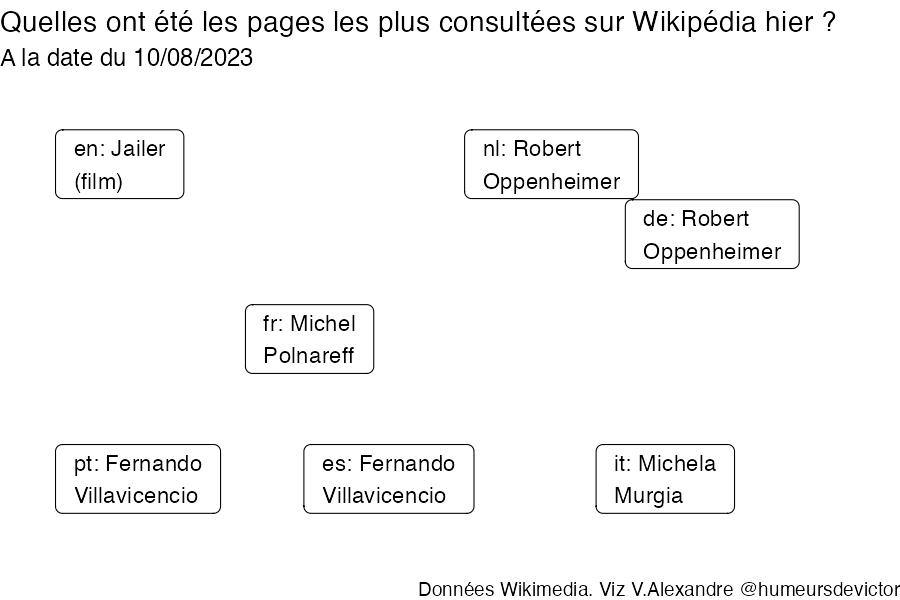 Quelles ont été les pages les plus consultées sur Wikipédia hier ?
A la date du 10/08/2023
en: Jailer
(film)
nl: Robert
Oppenheimer
de: Robert
Oppenheimer
fr: Michel
Polnareff
pt: Fernando
Villavicencio
es: Fernando
Villavicencio
it: Michela
Murgia
Données Wikimedia. Viz V.Alexandre @humeursdevictor